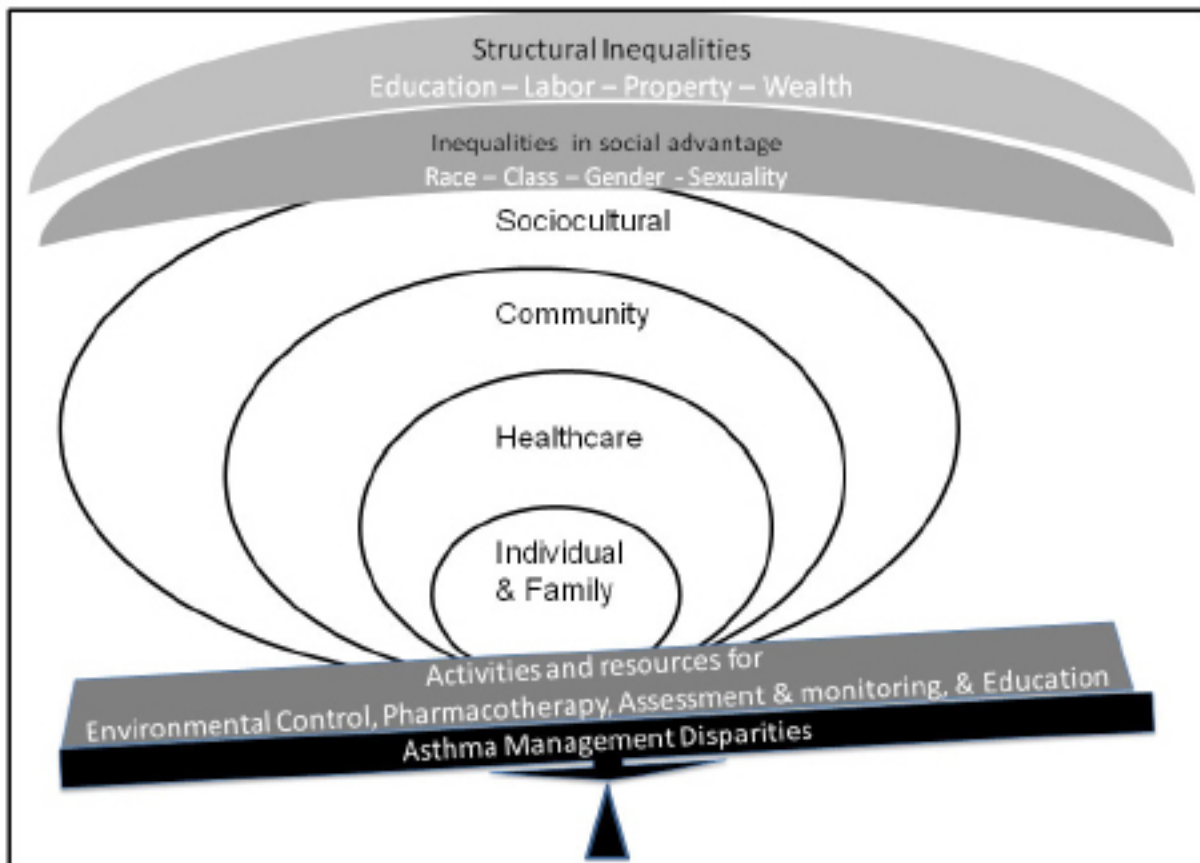 Structural Inequalities
Education – Labor – Property – Wealth
Inequalities in social advantage
Race – Class – Gender - Sexuality
Sociocultural
Community
Healthcare
Individual
& Family
Activities and resources for
Environmental Control, Pharmacotherapy, Assessment & monitoring, & Education
Asthma Management Disparities